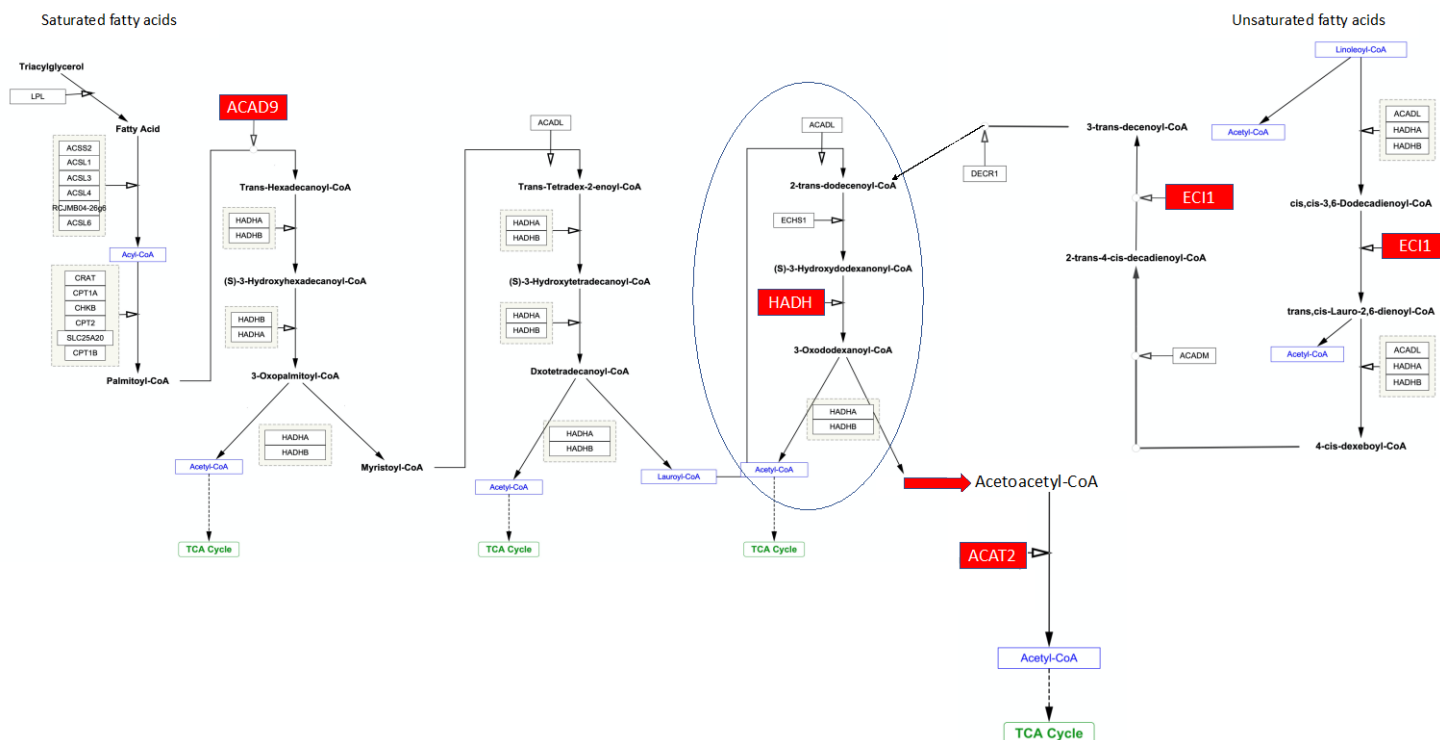 Saturated fatty acids
Unsaturated fatty acids
Triacylglycerol
LPL
Fatty Acid
ACSS2
ACSL1
ACSL3
ACSL4
RCJMB04-26g6
ACSL6
Acyl-CoA
CRAT
CPT1A
CHKB
CPT2
SLC25A20
CPT1B
Palmitoyl-CoA
ACAD9
Trans-Hexadecanoyl-CoA
HADHA
HADHB
(S)-3-Hydroxyhexadecanoyl-CoA
HADHB
HADHA
3-Oxopalmitoyl-CoA
HADHA
HADHB
Acetyl-CoA
Myristoyl-CoA
TCA Cycle
ACADL
Trans-Tetradex-2-enoyl-CoA
HADHA
HADHB
(S)-3-Hydroxytetradecanoyl-CoA
HADHA
HADHB
Dxotetradecanoyl-CoA
HADHA
HADHB
Acetyl-CoA
Lauroyl-CoA
TCA Cycle
ACADL
2-trans-dodecenoyl-CoA
ECHS1
(S)-3-Hydroxydodexanonyl-CoA
HADH
3-Oxododexanoyl-CoA
HADHA
HADHB
Acetyl-CoA
TCA Cycle
Acetoacetyl-CoA
ACAT2
Acetyl-CoA
TCA Cycle
DECR1
3-trans-decenoyl-CoA
ECI1
2-trans-4-cis-decadienoyl-CoA
ACADM
Linoleoyl-CoA
Acetyl-CoA
ACADL
HADHA
HADHB
cis,cis-3,6-Dodecadienoyl-CoA
ECI1
trans,cis-Lauro-2,6-dienoyl-CoA
Acetyl-CoA
ACADL
HADHA
HADHB
4-cis-dexeboyl-CoA